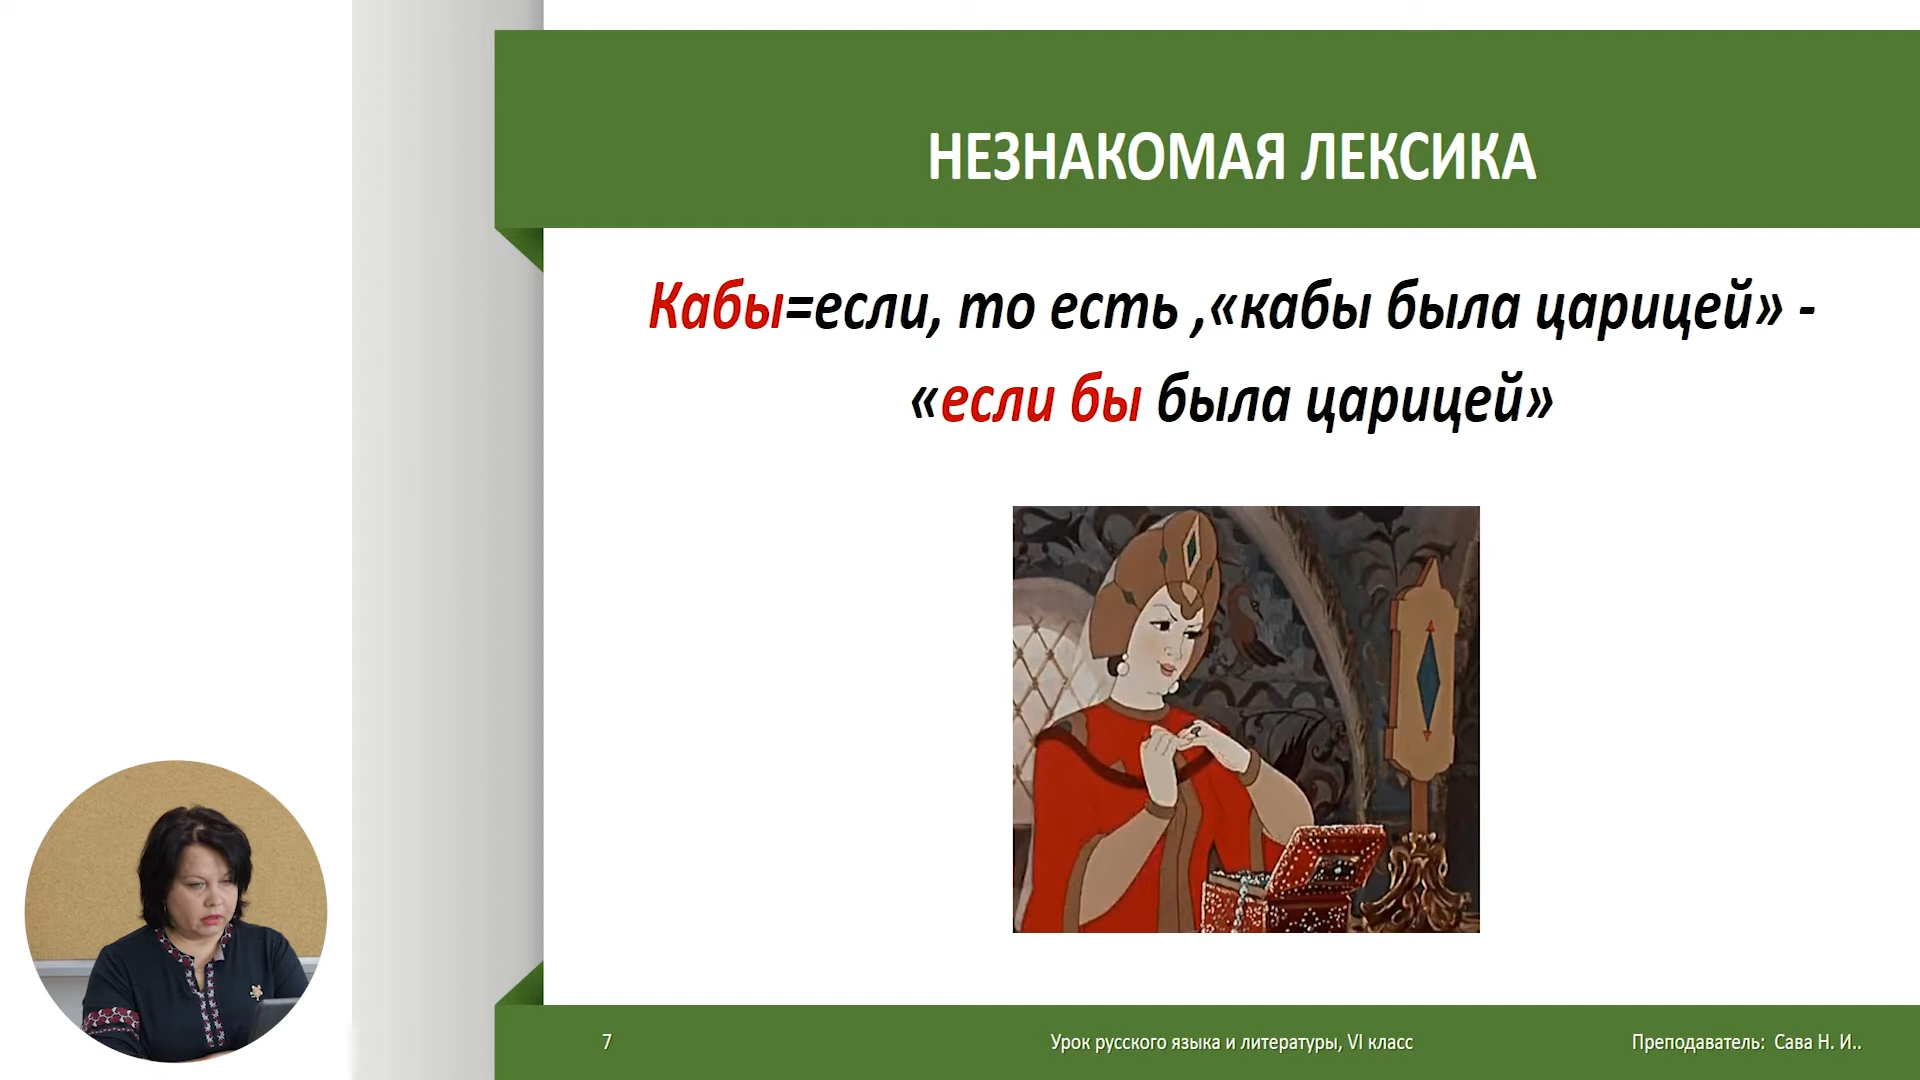 НЕЗНАКОМАЯ ЛЕКСИКА
Кабы=если, то есть ,«кабы была царицей» -
«если бы была царицей»
7
Урок русского языка и литературы, VI класс
Преподаватель: Сава Н. И..